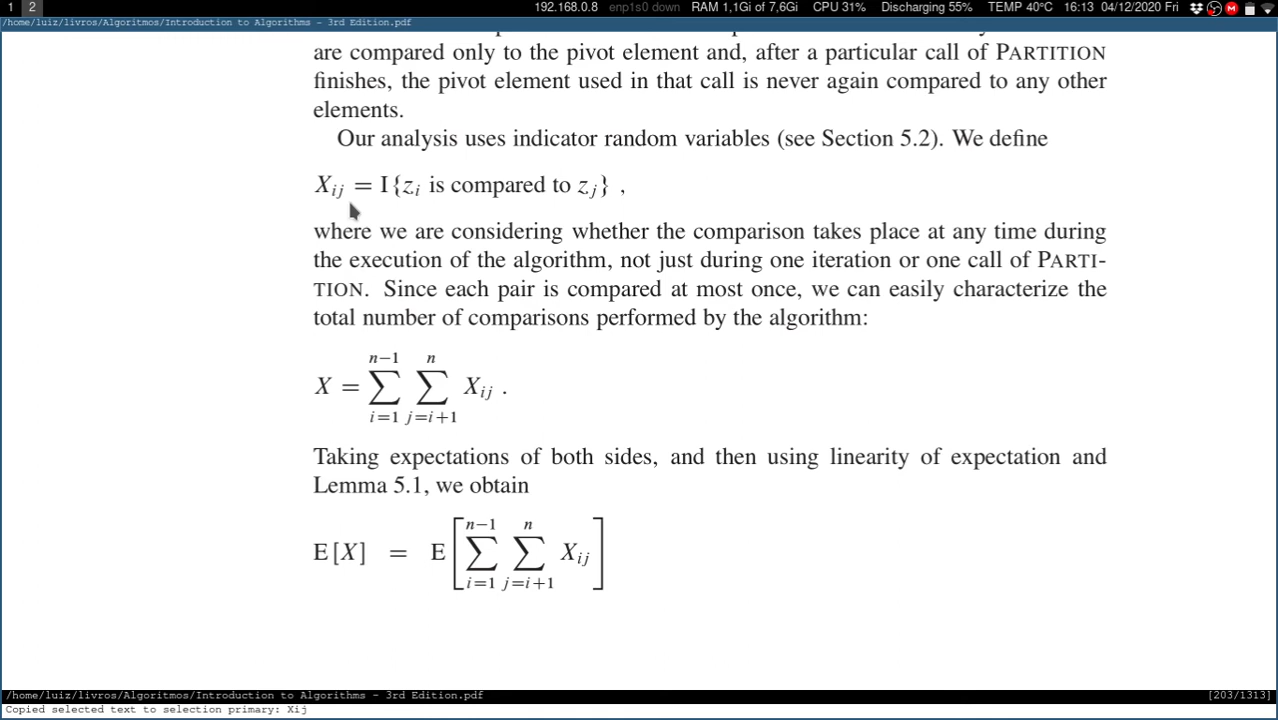 1 2 192.168.0.8 enp1s0 down RAM 1,1Gi of 7,6Gi CPU 31% Discharging 55% TEMP 40°C 16:13 04/12/2020 Fri
/home/luiz/livros/Algoritmos/Introduction to Algorithms - 3rd Edition.pdf
are compared only to the pivot element and, after a particular call of PARTITION
finishes, the pivot element used in that call is never again compared to any other
elements.
Our analysis uses indicator random variables (see Section 5.2). We define
X_{ij} = I{z_i is compared to z_j} ,
where we are considering whether the comparison takes place at any time during
the execution of the algorithm, not just during one iteration or one call of PARTI-
TION. Since each pair is compared at most once, we can easily characterize the
total number of comparisons performed by the algorithm:
X = ∑_{i=1}^{n−1} ∑_{j=i+1}^{n} X_{ij} .
Taking expectations of both sides, and then using linearity of expectation and
Lemma 5.1, we obtain
E[X] = E[∑_{i=1}^{n−1} ∑_{j=i+1}^{n} X_{ij}]
/home/luiz/livros/Algoritmos/Introduction to Algorithms - 3rd Edition.pdf [203/1313]
Copied selected text to selection primary: Xij